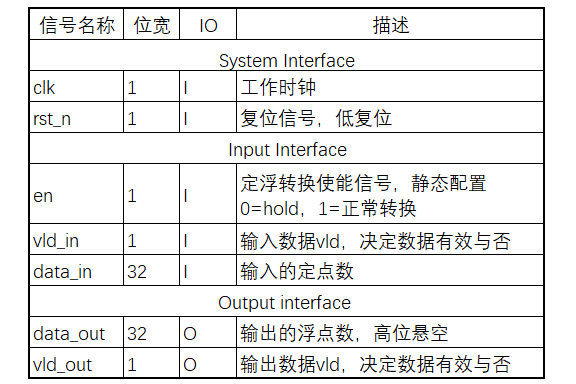 信号名称 位宽 IO 描述
System Interface
clk 1 I 工作时钟
rst_n 1 I 复位信号，低复位
Input Interface
en 1 I 定浮转换使能信号，静态配置
0=hold，1=正常转换
vld_in 1 I 输入数据vld，决定数据有效与否
data_in 32 I 输入的定点数
Output interface
data_out 32 O 输出的浮点数，高位悬空
vld_out 1 O 输出数据vld，决定数据有效与否